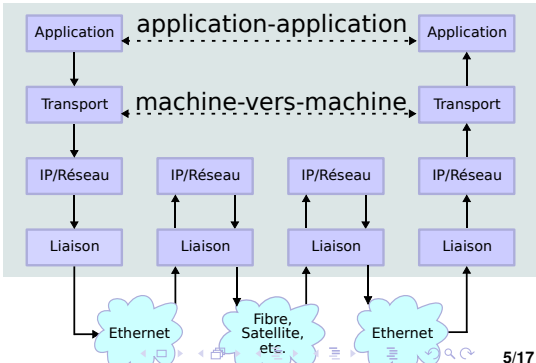 Application application-application Application
Transport machine-vers-machine Transport
IP/Réseau IP/Réseau IP/Réseau IP/Réseau
Liaison Liaison Liaison Liaison
Ethernet
Fibre,
Satellite,
etc.
Ethernet
5/17